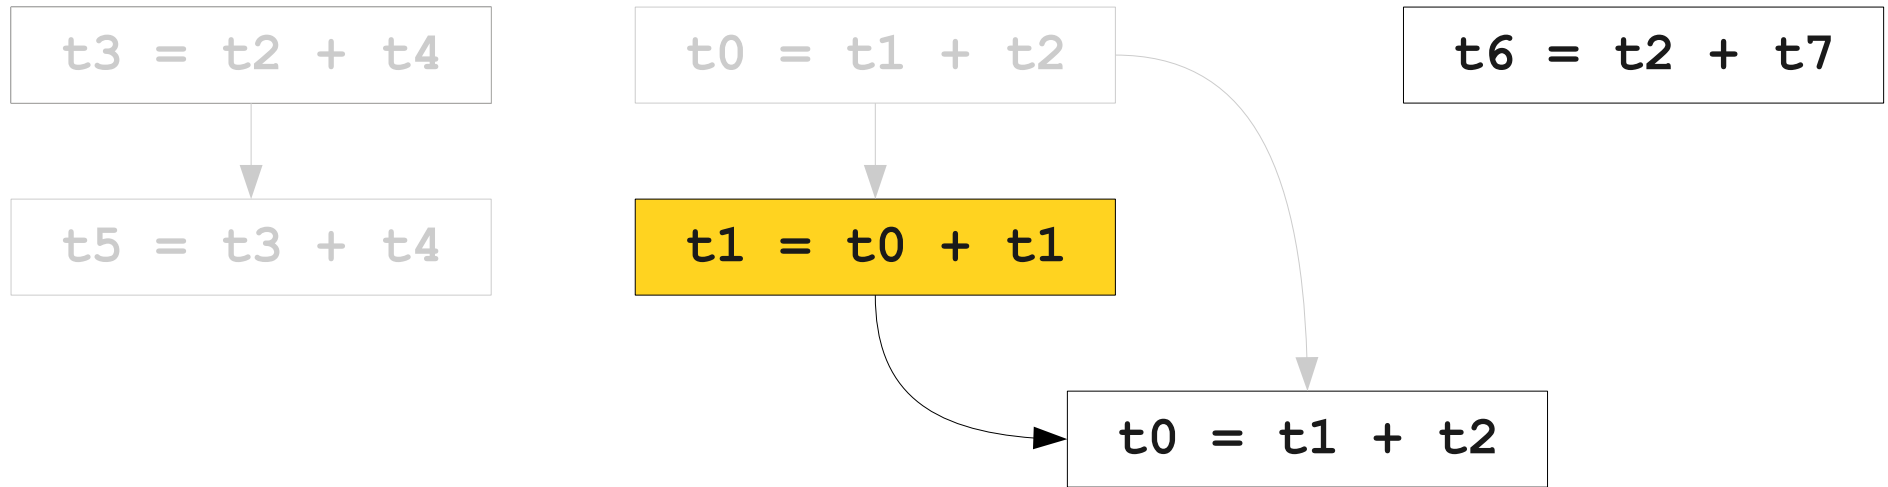 t3 = t2 + t4
t0 = t1 + t2
t6 = t2 + t7
t5 = t3 + t4
t1 = t0 + t1
t0 = t1 + t2